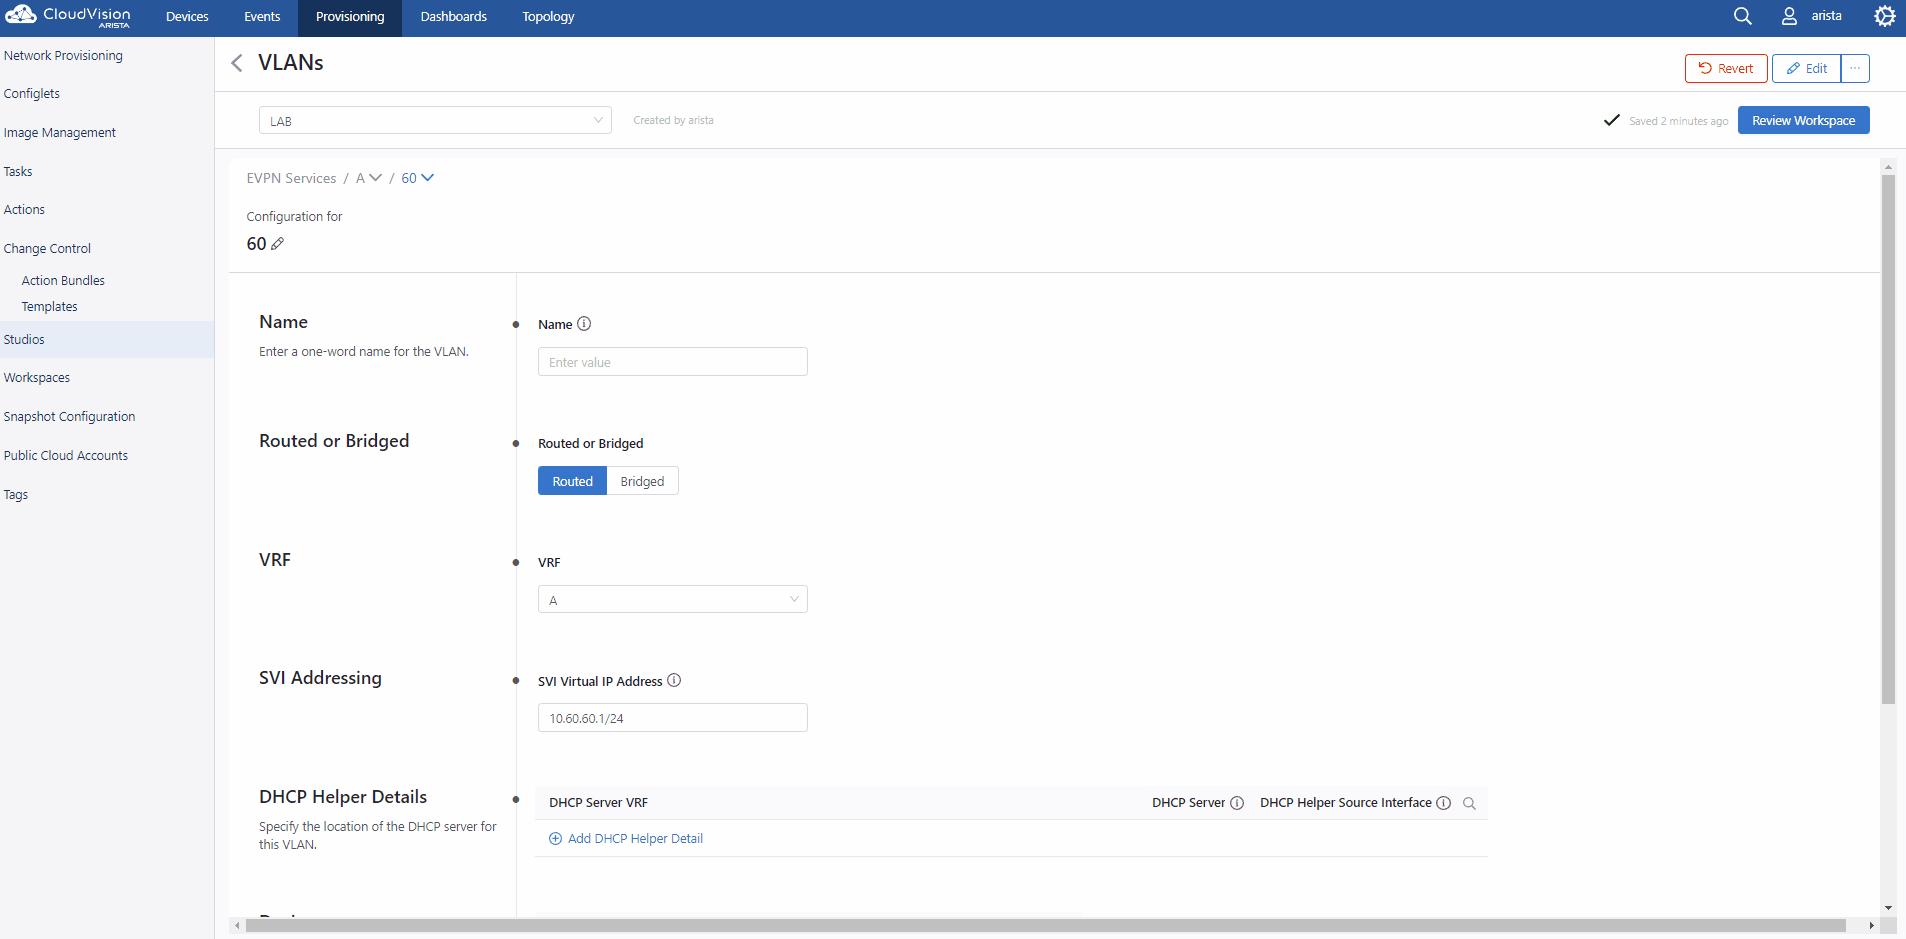 CloudVision
ARISTA
Devices
Events
Provisioning
Dashboards
Topology
arista
Network Provisioning
Configlets
Image Management
Tasks
Actions
Change Control
Action Bundles
Templates
Studios
Workspaces
Snapshot Configuration
Public Cloud Accounts
Tags
VLANs
Revert
Edit
...
LAB
Created by arista
Saved 2 minutes ago
Review Workspace
EVPN Services / A / 60
Configuration for
60
Name
Enter a one-word name for the VLAN.
Name
Enter value
Routed or Bridged
Routed or Bridged
Routed
Bridged
VRF
VRF
A
SVI Addressing
SVI Virtual IP Address
10.60.60.1/24
DHCP Helper Details
Specify the location of the DHCP server for
this VLAN.
DHCP Server VRF
DHCP Server
DHCP Helper Source Interface
Add DHCP Helper Detail